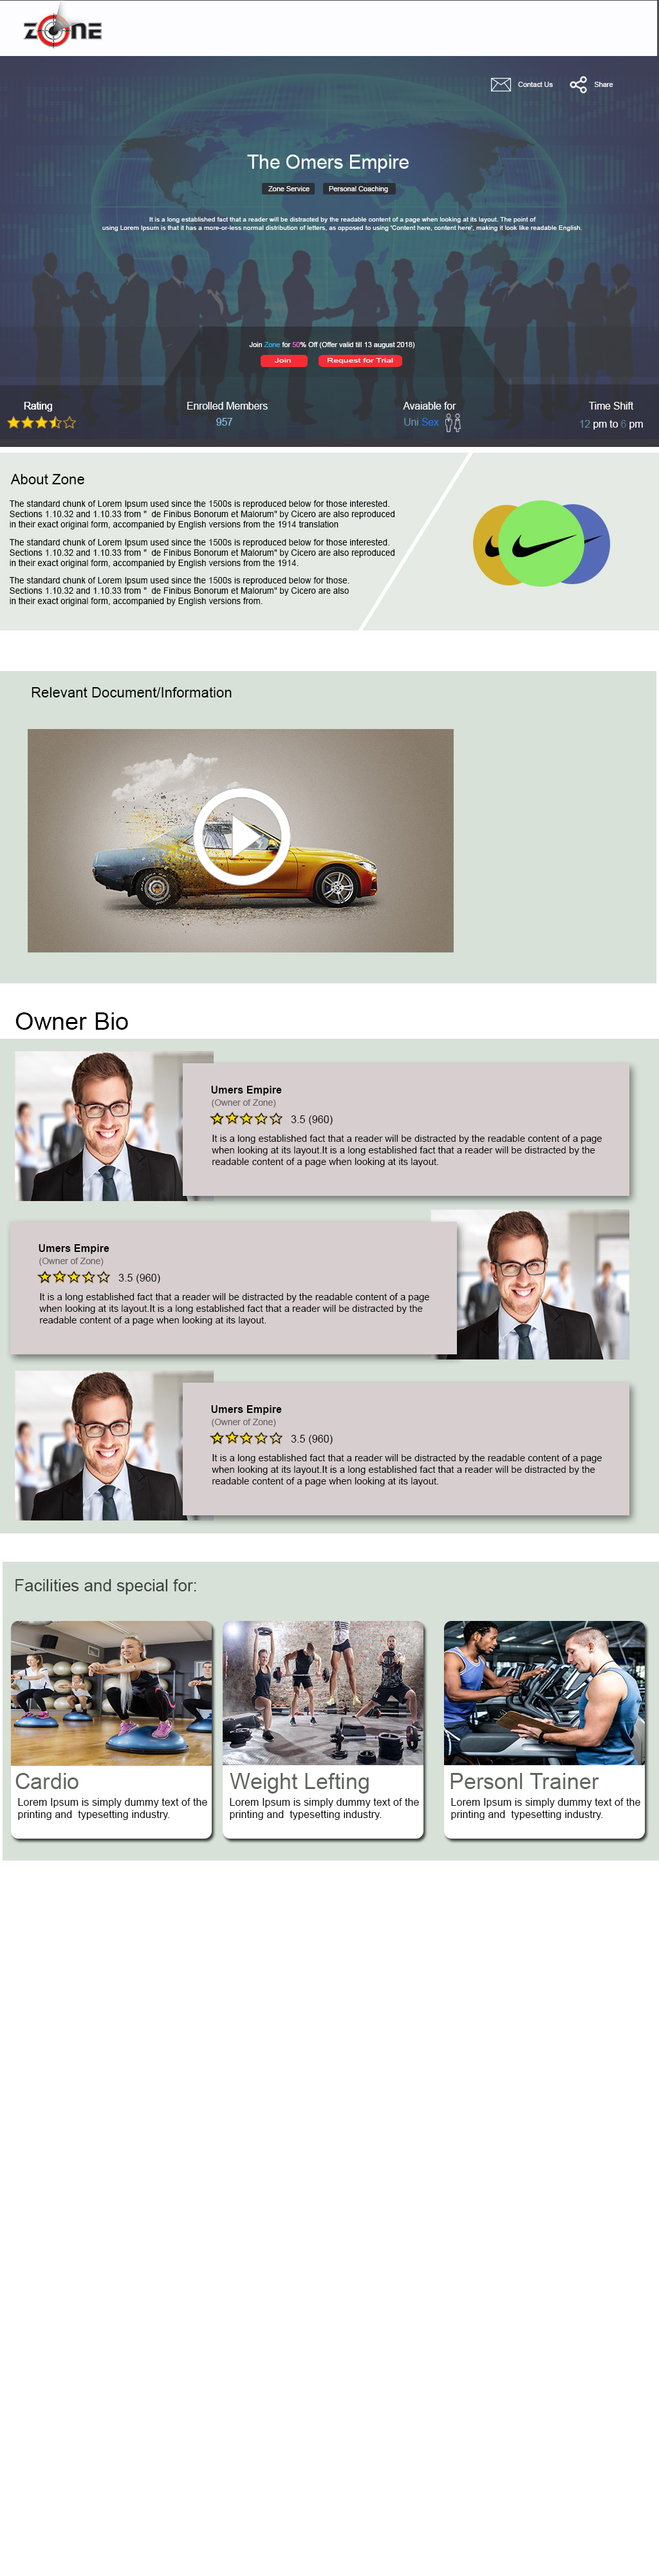 ZONE
Contact Us Share
The Omers Empire
Zone Service Personal Coaching
It is a long established fact that a reader will be distracted by the readable content of a page when looking at its layout. The point of
using Lorem Ipsum is that it has a more-or-less normal distribution of letters, as opposed to using 'Content here, content here', making it look like readable English.
Join Zone for 50% Off (Offer valid till 13 august 2018)
Join Request for Trial
Rating Enrolled Members Avaiable for Time Shift
957 Uni Sex 12 pm to 6 pm
About Zone
The standard chunk of Lorem Ipsum used since the 1500s is reproduced below for those interested.
Sections 1.10.32 and 1.10.33 from " de Finibus Bonorum et Malorum" by Cicero are also reproduced
in their exact original form, accompanied by English versions from the 1914 translation
The standard chunk of Lorem Ipsum used since the 1500s is reproduced below for those interested.
Sections 1.10.32 and 1.10.33 from " de Finibus Bonorum et Malorum" by Cicero are also reproduced
in their exact original form, accompanied by English versions from the 1914.
The standard chunk of Lorem Ipsum used since the 1500s is reproduced below for those.
Sections 1.10.32 and 1.10.33 from " de Finibus Bonorum et Malorum" by Cicero are also
in their exact original form, accompanied by English versions from.
Relevant Document/Information
Owner Bio
Umers Empire
(Owner of Zone)
3.5 (960)
It is a long established fact that a reader will be distracted by the readable content of a page
when looking at its layout.It is a long established fact that a reader will be distracted by the
readable content of a page when looking at its layout.
Umers Empire
(Owner of Zone)
3.5 (960)
It is a long established fact that a reader will be distracted by the readable content of a page
when looking at its layout.It is a long established fact that a reader will be distracted by the
readable content of a page when looking at its layout.
Umers Empire
(Owner of Zone)
3.5 (960)
It is a long established fact that a reader will be distracted by the readable content of a page
when looking at its layout.It is a long established fact that a reader will be distracted by the
readable content of a page when looking at its layout.
Facilities and special for:
Cardio
Lorem Ipsum is simply dummy text of the
printing and typesetting industry.
Weight Lefting
Lorem Ipsum is simply dummy text of the
printing and typesetting industry.
Personl Trainer
Lorem Ipsum is simply dummy text of the
printing and typesetting industry.